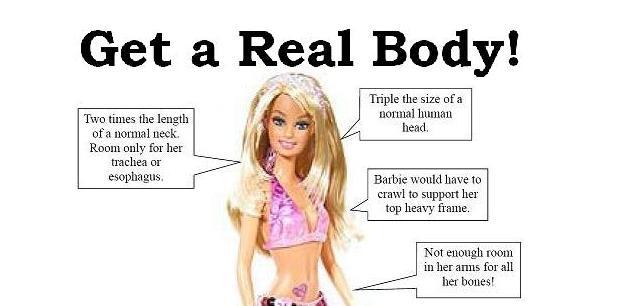 Get a Real Body!
Two times the length
of a normal neck.
Room only for her
trachea or
esophagus.
Triple the size of a
normal human
head.
Barbie would have to
crawl to support her
top heavy frame.
Not enough room
in her arms for all
her bones!